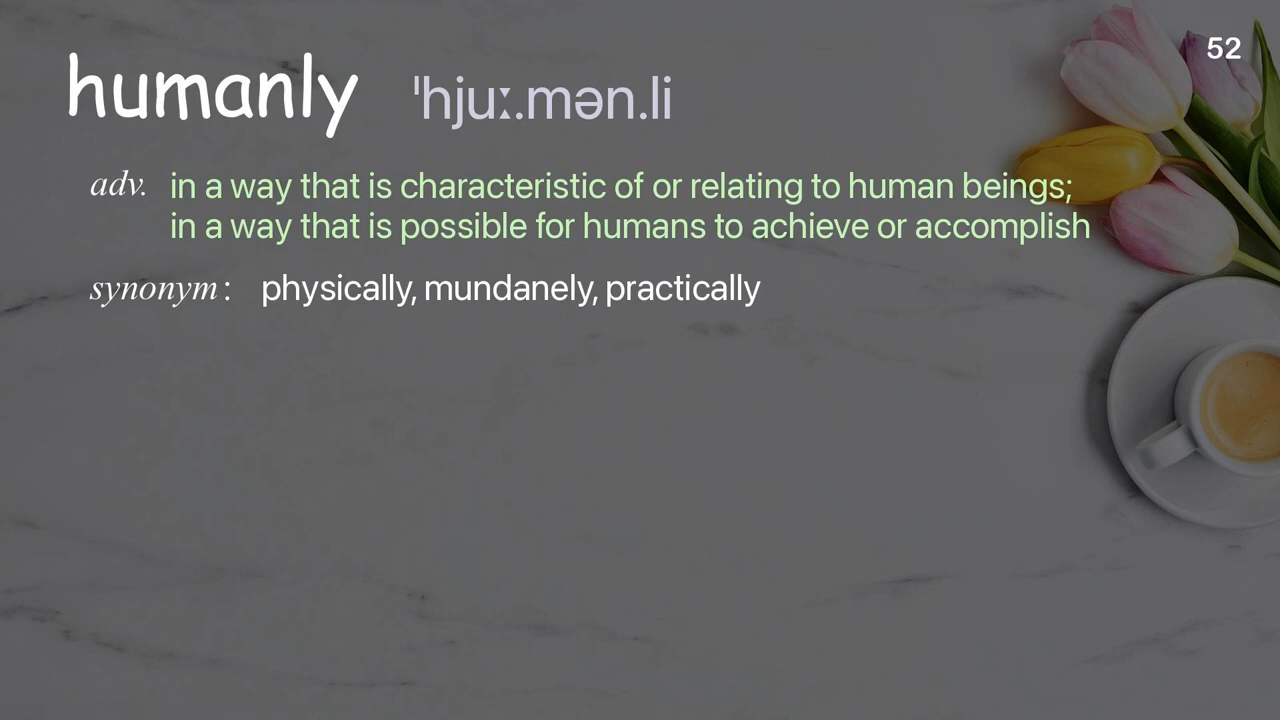 52
humanly ˈhjuː.mən.li
adv. in a way that is characteristic of or relating to human beings;
in a way that is possible for humans to achieve or accomplish
synonym : physically, mundanely, practically